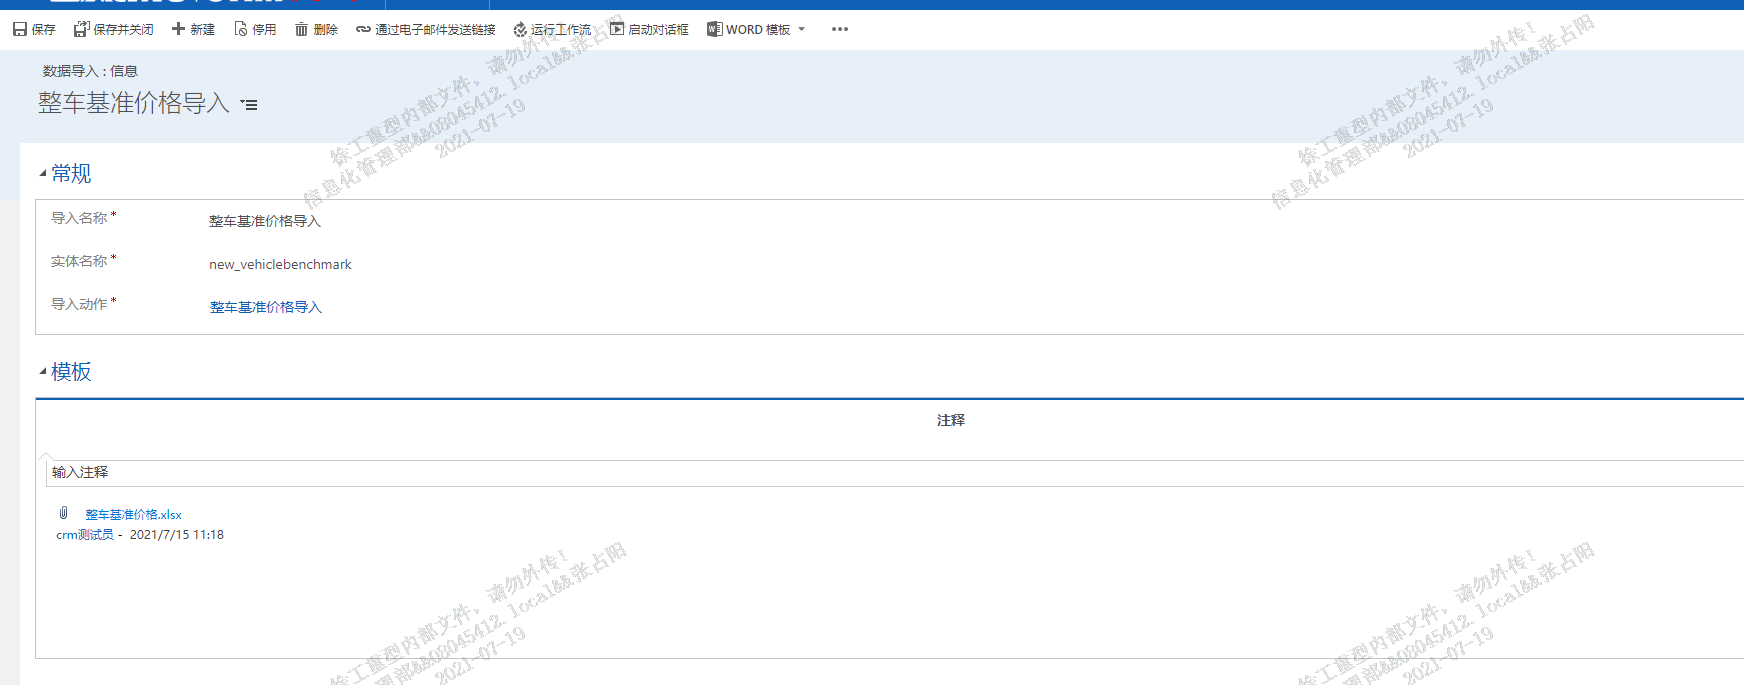 保存 保存并关闭 新建 停用 删除 通过电子邮件发送链接 运行工作流 启动对话框 WORD 模板
数据导入 : 信息
整车基准价格导入
常规
导入名称 * 整车基准价格导入
实体名称 * new_vehiclebenchmark
导入动作 * 整车基准价格导入
模板
注释
输入注释
整车基准价格.xlsx
crm测试员 - 2021/7/15 11:18
徐工重型内部文件，请勿外传！
信息化管理部&&08045412.local&&张占阳
2021-07-19
徐工重型内部文件，请勿外传！
信息化管理部&&08045412.local&&张占阳
2021-07-19
徐工重型内部文件，请勿外传！
管理部&&08045412.local&&张占阳
2021-07-19
徐工重型内部文件，请勿外传！
管理部&&08045412.local&&张占阳
2021-07-19